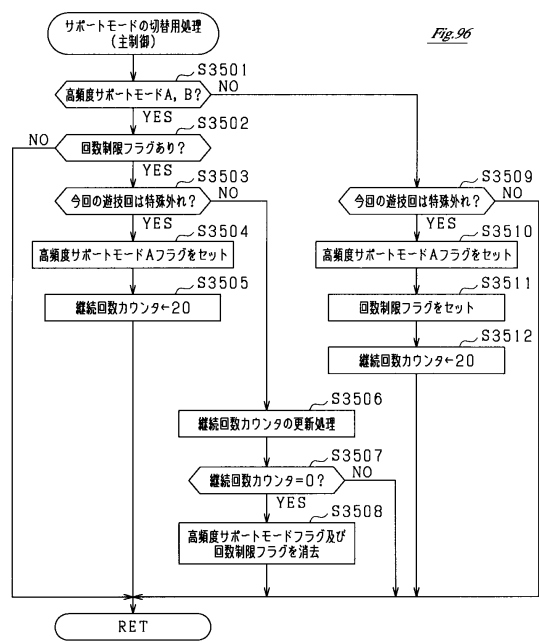 サポートモードの切替用処理
(主制御)
Fig.96
S3501
高頻度サポートモードA, B?
NO
YES
S3502
NO
回数制限フラグあり?
YES
S3503
今回の遊技回は特殊外れ?
NO
YES
S3504
高頻度サポートモードAフラグをセット
S3505
継続回数カウンタ←20
S3509
今回の遊技回は特殊外れ?
NO
YES
S3510
高頻度サポートモードAフラグをセット
S3511
回数制限フラグをセット
S3512
継続回数カウンタ←20
S3506
継続回数カウンタの更新処理
S3507
継続回数カウンタ=0?
NO
YES
S3508
高頻度サポートモードフラグ及び
回数制限フラグを消去
RET